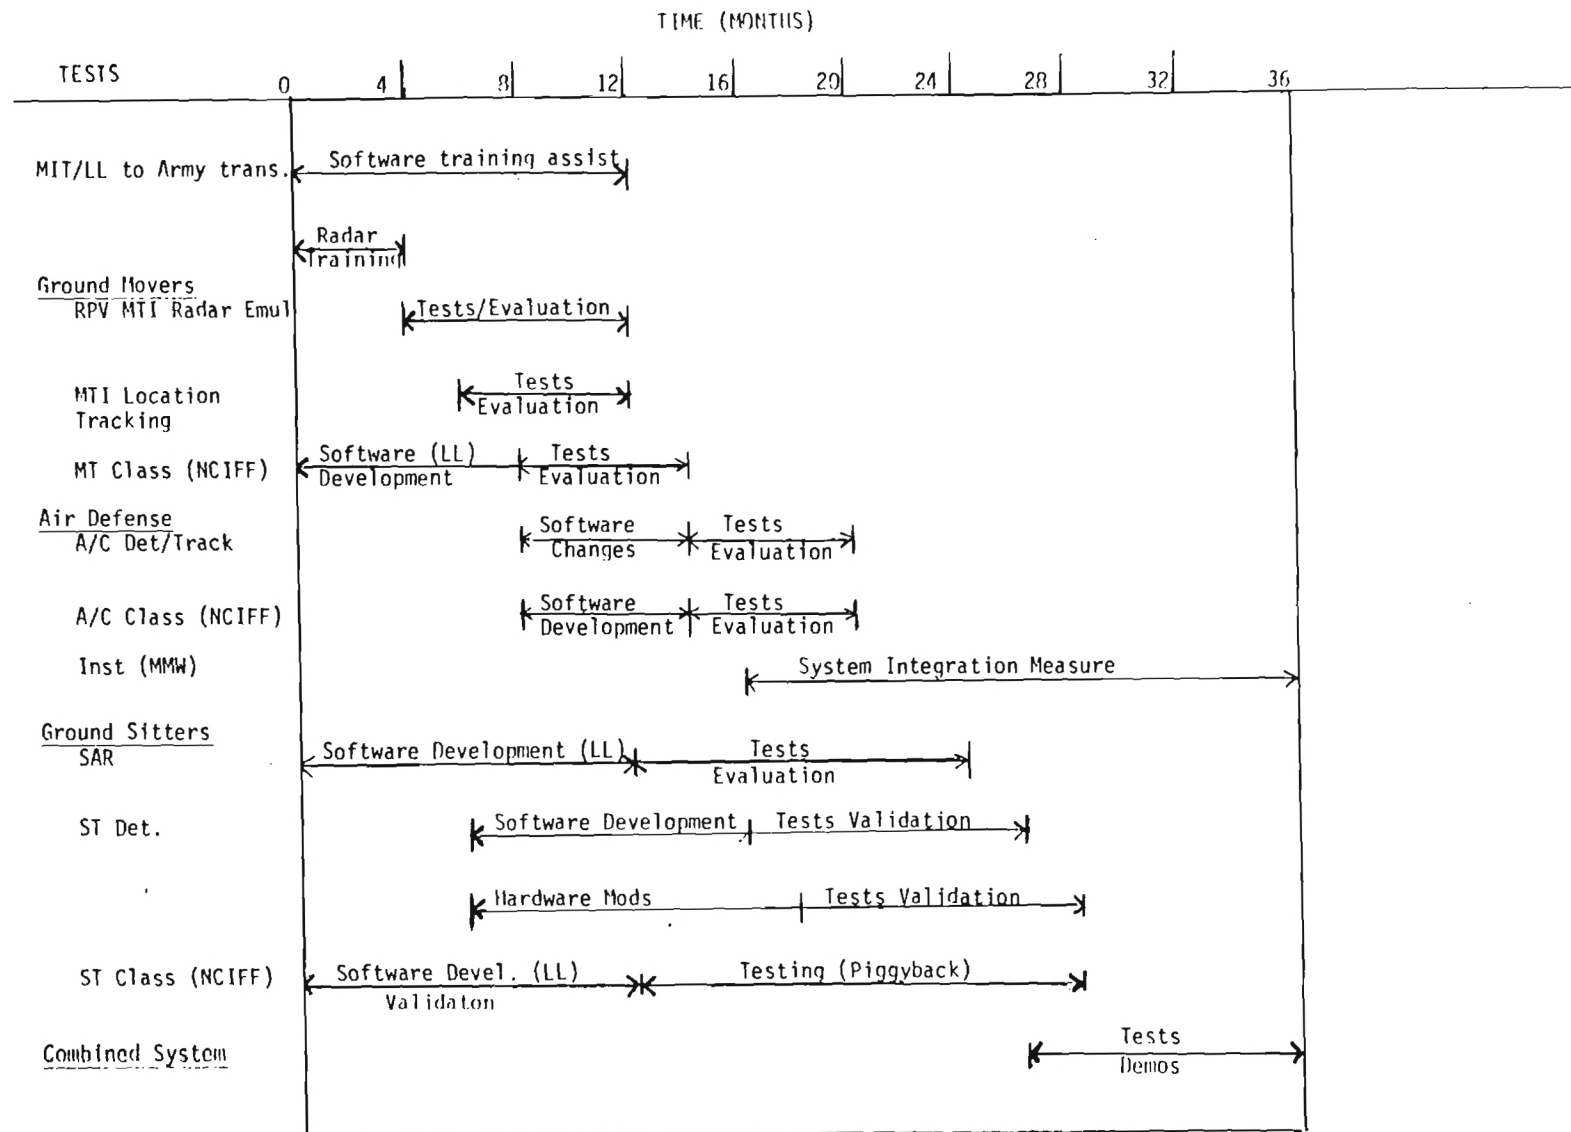 TIME (MONTHS)
TESTS 0 4 8 12 16 20 24 28 32 36
MIT/LL to Army trans. Software training assist
Radar
Training
Ground Movers
RPV MTI Radar Emul Tests/Evaluation
MTI Location Tests
Tracking Evaluation
MT Class (NCIFF) Software (LL) Tests
Development Evaluation
Air Defense Software Tests
A/C Det/Track Changes Evaluation
A/C Class (NCIFF) Software Tests
Development Evaluation
Inst (MMW) System Integration Measure
Ground Sitters
SAR Software Development (LL) Tests
Evaluation
ST Det. Software Development Tests Validation
Hardware Mods Tests Validation
ST Class (NCIFF) Software Devel. (LL) Testing (Piggyback)
Validaton
Combined System Tests
Demos